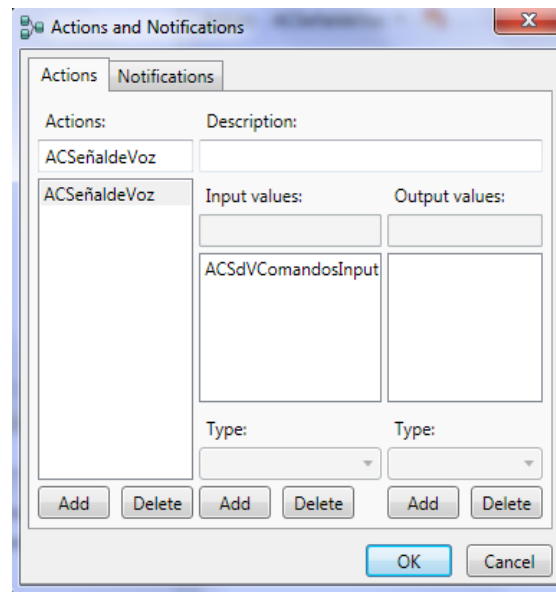 Actions and Notifications
Actions Notifications
Actions: Description:
ACSeñaldeVoz
ACSeñaldeVoz Input values: Output values:
ACSdVComandosInput
Type: Type:
Add Delete Add Delete Add Delete
OK Cancel